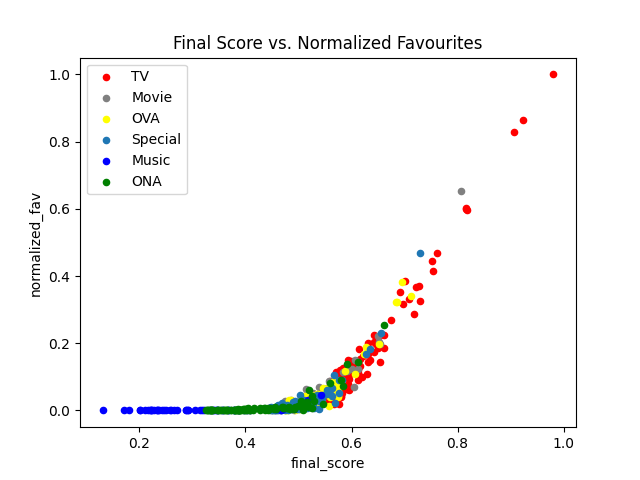 Final Score vs. Normalized Favourites
TV
Movie
OVA
Special
Music
ONA
1.0
0.8
0.6
0.4
0.2
0.0
normalized_fav
0.2
0.4
0.6
0.8
1.0
final_score